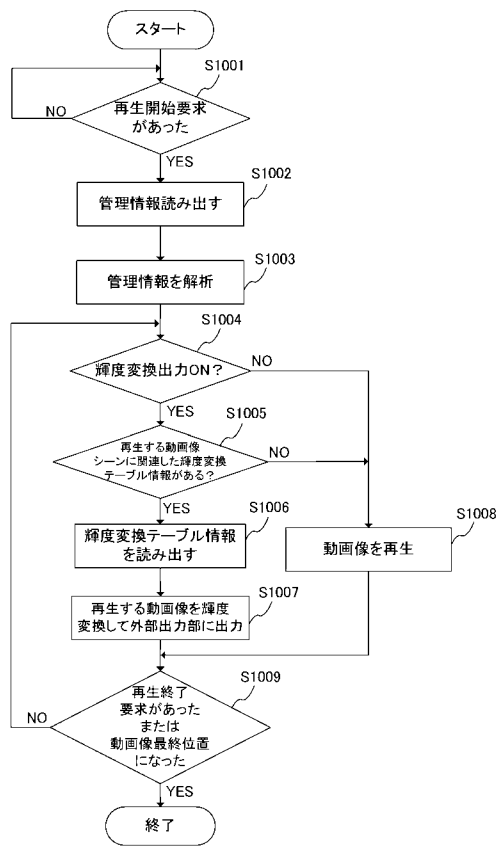 スタート
S1001
再生開始要求
があった
NO
YES
S1002
管理情報読み出す
S1003
管理情報を解析
S1004
輝度変換出力ON?
NO
YES
S1005
再生する動画像
シーンに関連した輝度変換
テーブル情報がある?
NO
YES
S1006
輝度変換テーブル情報
を読み出す
S1008
動画像を再生
S1007
再生する動画像を輝度
変換して外部出力部に出力
S1009
再生終了
要求があった
または
動画像最終位置
になった
NO
YES
終了